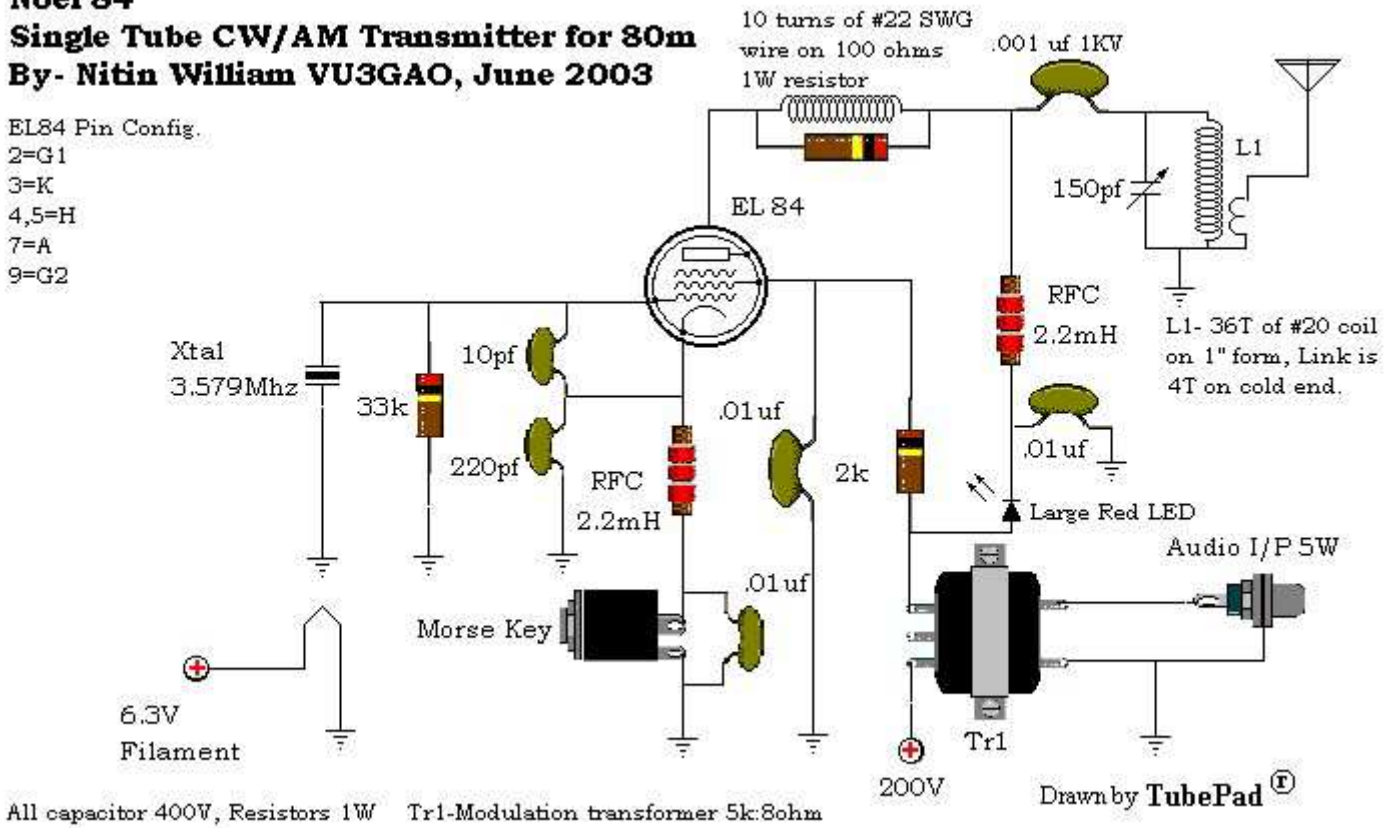 Noel 84
Single Tube CW/AM Transmitter for 80m
By- Nitin William VU3GAO, June 2003
EL84 Pin Config.
2=G1
3=K
4,5=H
7=A
9=G2
10 turns of #22 SWG
wire on 100 ohms
1W resistor
.001 uf 1KV
L1
150pf
EL 84
RFC
2.2mH
L1- 36T of #20 coil
on 1" form, Link is
4T on cold end.
Xtal
3.579Mhz
10pf
33k
220pf
RFC
2.2mH
.01uf
2k
.01uf
Large Red LED
Audio I/P 5W
.01uf
Morse Key
6.3V
Filament
Tr1
200V
Drawn by TubePad ®
All capacitor 400V, Resistors 1W Tr1-Modulation transformer 5k:8ohm